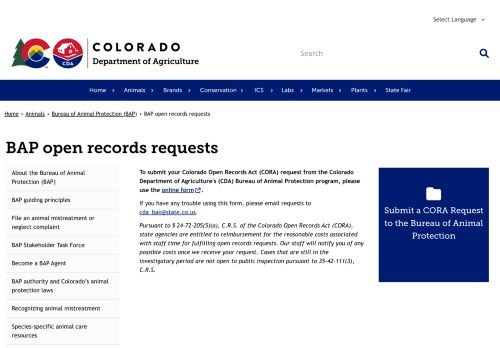 Select Language
COLORADO
Department of Agriculture
CDA
Search
Home › Animals › Brands › Conservation › ICS › Labs › Markets › Plants › State Fair
Home › Animals › Bureau of Animal Protection (BAP) › BAP open records requests
BAP open records requests
About the Bureau of Animal
Protection (BAP)
BAP guiding principles
File an animal mistreatment or
neglect complaint
BAP Stakeholder Task Force
Become a BAP Agent
BAP authority and Colorado's animal
protection laws
Recognizing animal mistreatment
Species-specific animal care
resources
To submit your Colorado Open Records Act (CORA) request from the Colorado
Department of Agriculture's (CDA) Bureau of Animal Protection program, please
use the online form.
If you have any trouble using this form, please email requests to
cda_bap@state.co.us.
Pursuant to § 24-72-205(5)(a), C.R.S. of the Colorado Open Records Act (CORA),
state agencies are entitled to reimbursement for the reasonable costs associated
with staff time for fulfilling open records requests. Our staff will notify you of any
possible costs once we receive your request. Cases that are still in the
investigatory period are not open to public inspection pursuant to 35-42-111(3),
C.R.S.
Submit a CORA Request
to the Bureau of Animal
Protection